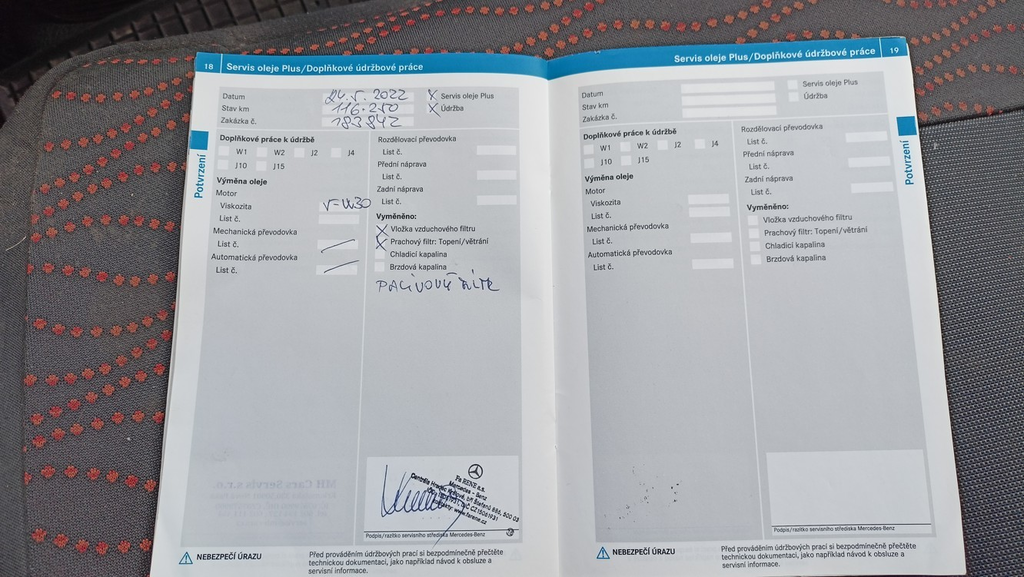 18 Servis oleje Plus/Doplňkové údržbové práce
Datum 24.5.2022
Stav km 116.250
Zakázka č. 183842
X Servis oleje Plus
X Údržba
Potvrzení
Doplňkové práce k údržbě
W1 W2 J2 J4
J10 J15
Výměna oleje
Motor
Viskozita
List č.
Mechanická převodovka
List č.
Automatická převodovka
List č.
Rozdělovací převodovka
List č.
Přední náprava
List č.
Zadní náprava
List č.
Vyměněno:
X Vložka vzduchového filtru
X Prachový filtr: Topení/větrání
Chladicí kapalina
Brzdová kapalina
PALIVOVÝ FILTR
Fa RENE a.s.
Mercedes - Benz
www.farene.cz
Podpis/razítko servisního střediska Mercedes-Benz
NEBEZPEČÍ ÚRAZU
Před prováděním údržbových prací si bezpodmínečně přečtěte
technickou dokumentaci, jako například návod k obsluze a
servisní informace.
Servis oleje Plus/Doplňkové údržbové práce 19
Datum
Stav km
Zakázka č.
Servis oleje Plus
Údržba
Potvrzení
Doplňkové práce k údržbě
W1 W2 J2 J4
J10 J15
Výměna oleje
Motor
Viskozita
List č.
Mechanická převodovka
List č.
Automatická převodovka
List č.
Rozdělovací převodovka
List č.
Přední náprava
List č.
Zadní náprava
List č.
Vyměněno:
Vložka vzduchového filtru
Prachový filtr: Topení/větrání
Chladicí kapalina
Brzdová kapalina
Podpis/razítko servisního střediska Mercedes-Benz
NEBEZPEČÍ ÚRAZU
Před prováděním údržbových prací si bezpodmínečně přečtěte
technickou dokumentaci, jako například návod k obsluze a
servisní informace.